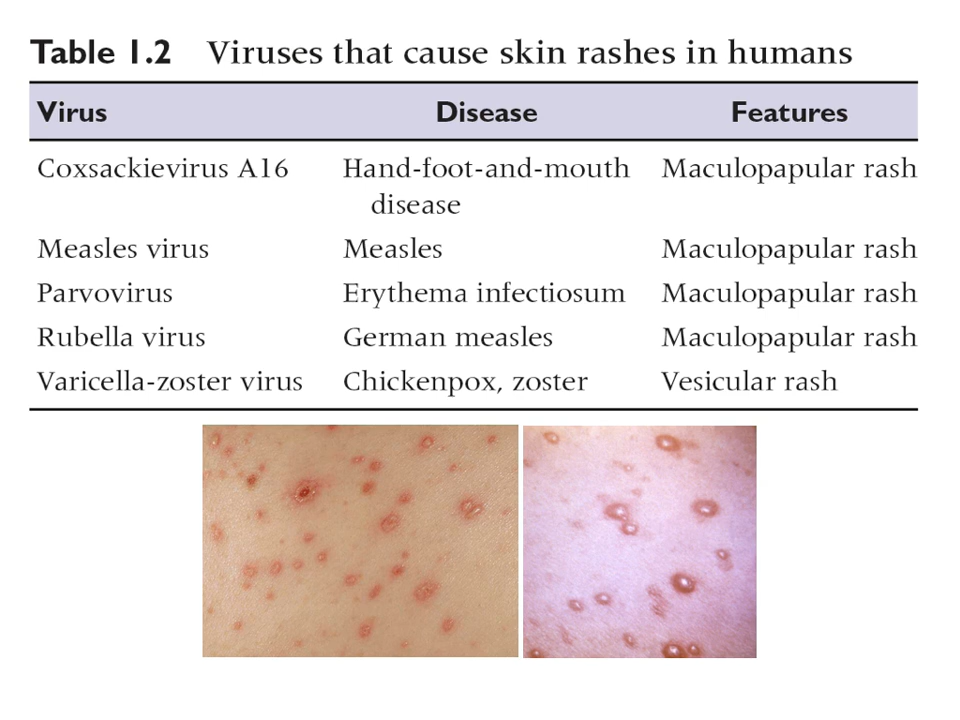 Table 1.2 Viruses that cause skin rashes in humans
Virus Disease Features
Coxsackievirus A16 Hand-foot-and-mouth Maculopapular rash
disease
Measles virus Measles Maculopapular rash
Parvovirus Erythema infectiosum Maculopapular rash
Rubella virus German measles Maculopapular rash
Varicella-zoster virus Chickenpox, zoster Vesicular rash